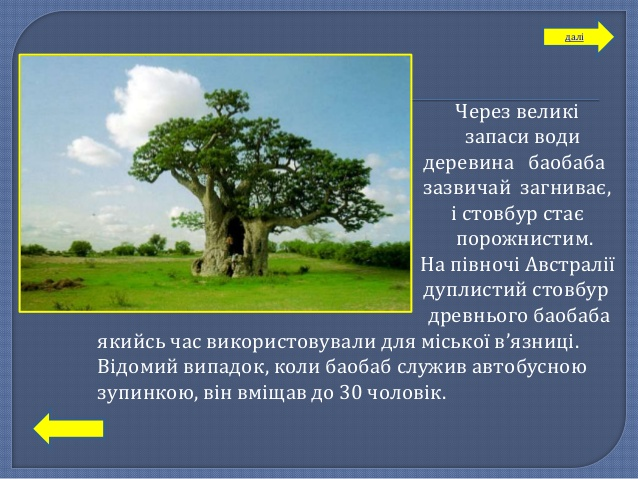 далі
Через великі
запаси води
деревина баобаба
зазвичай загниває,
і стовбур стає
порожнистим.
На півночі Австралії
дуплистий стовбур
древнього баобаба
якийсь час використовували для міської в’язниці.
Відомий випадок, коли баобаб служив автобусною
зупинкою, він вміщав до 30 чоловік.